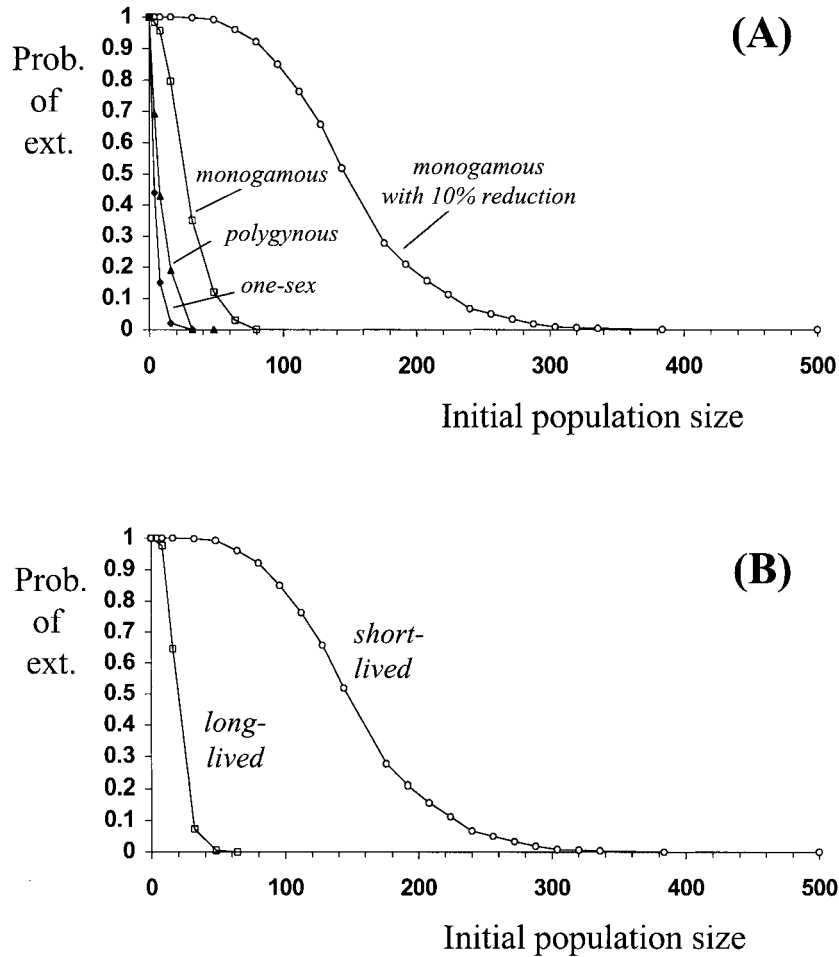 (A)
Prob.
of
ext.
1
0.9
0.8
0.7
0.6
0.5
0.4
0.3
0.2
0.1
0
monogamous
polygynous
one-sex
monogamous
with 10% reduction
0 100 200 300 400 500
Initial population size
(B)
Prob.
of
ext.
1
0.9
0.8
0.7
0.6
0.5
0.4
0.3
0.2
0.1
0
long-
lived
short-
lived
0 100 200 300 400 500
Initial population size